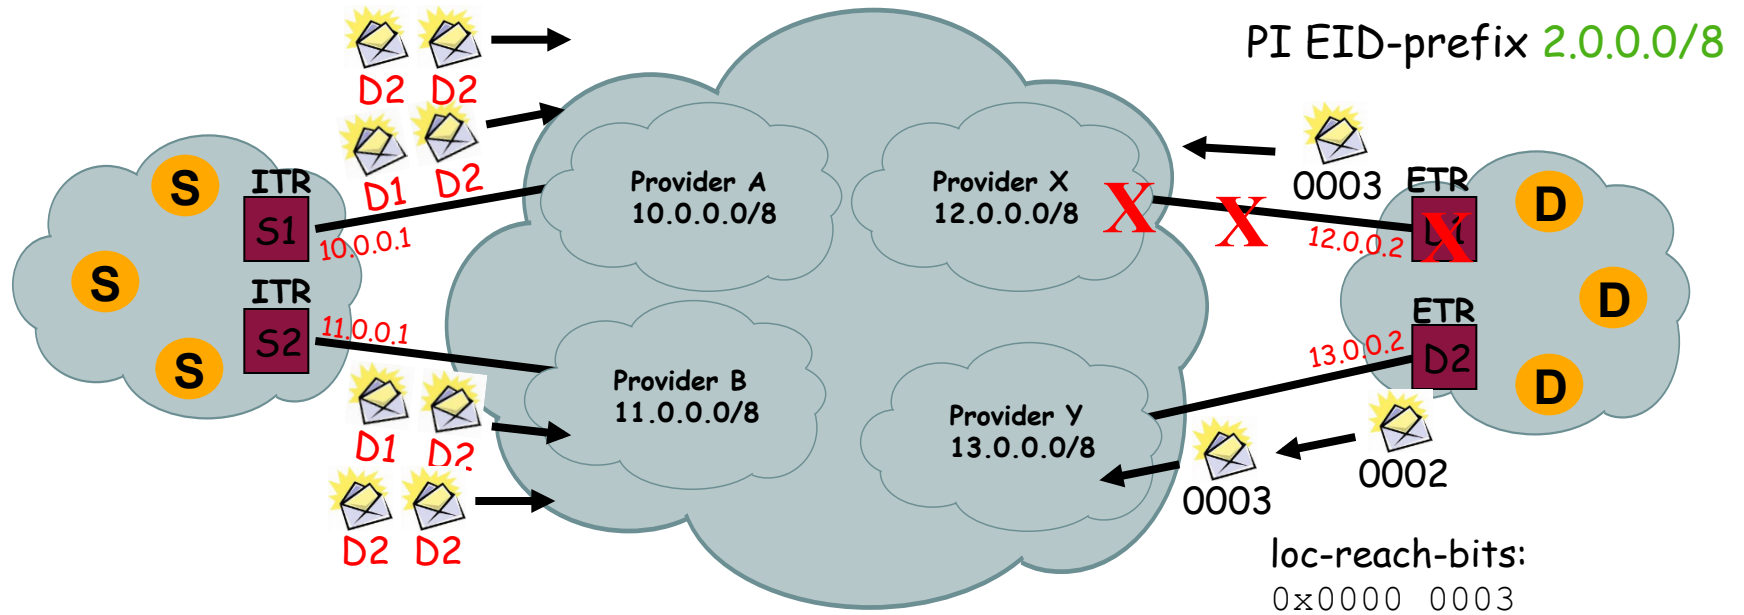 PI EID-prefix 2.0.0.0/8
D2 D2
D1 D2
S
ITR
S1
10.0.0.1
S
ITR
S2
11.0.0.1
S
D1 D2
D2 D2
Provider A
10.0.0.0/8
Provider X
12.0.0.0/8
Provider B
11.0.0.0/8
Provider Y
13.0.0.0/8
X
X
0003
ETR
D1
X
12.0.0.2
D
D
ETR
D2
13.0.0.2
D
0003
0002
loc-reach-bits:
0x0000 0003